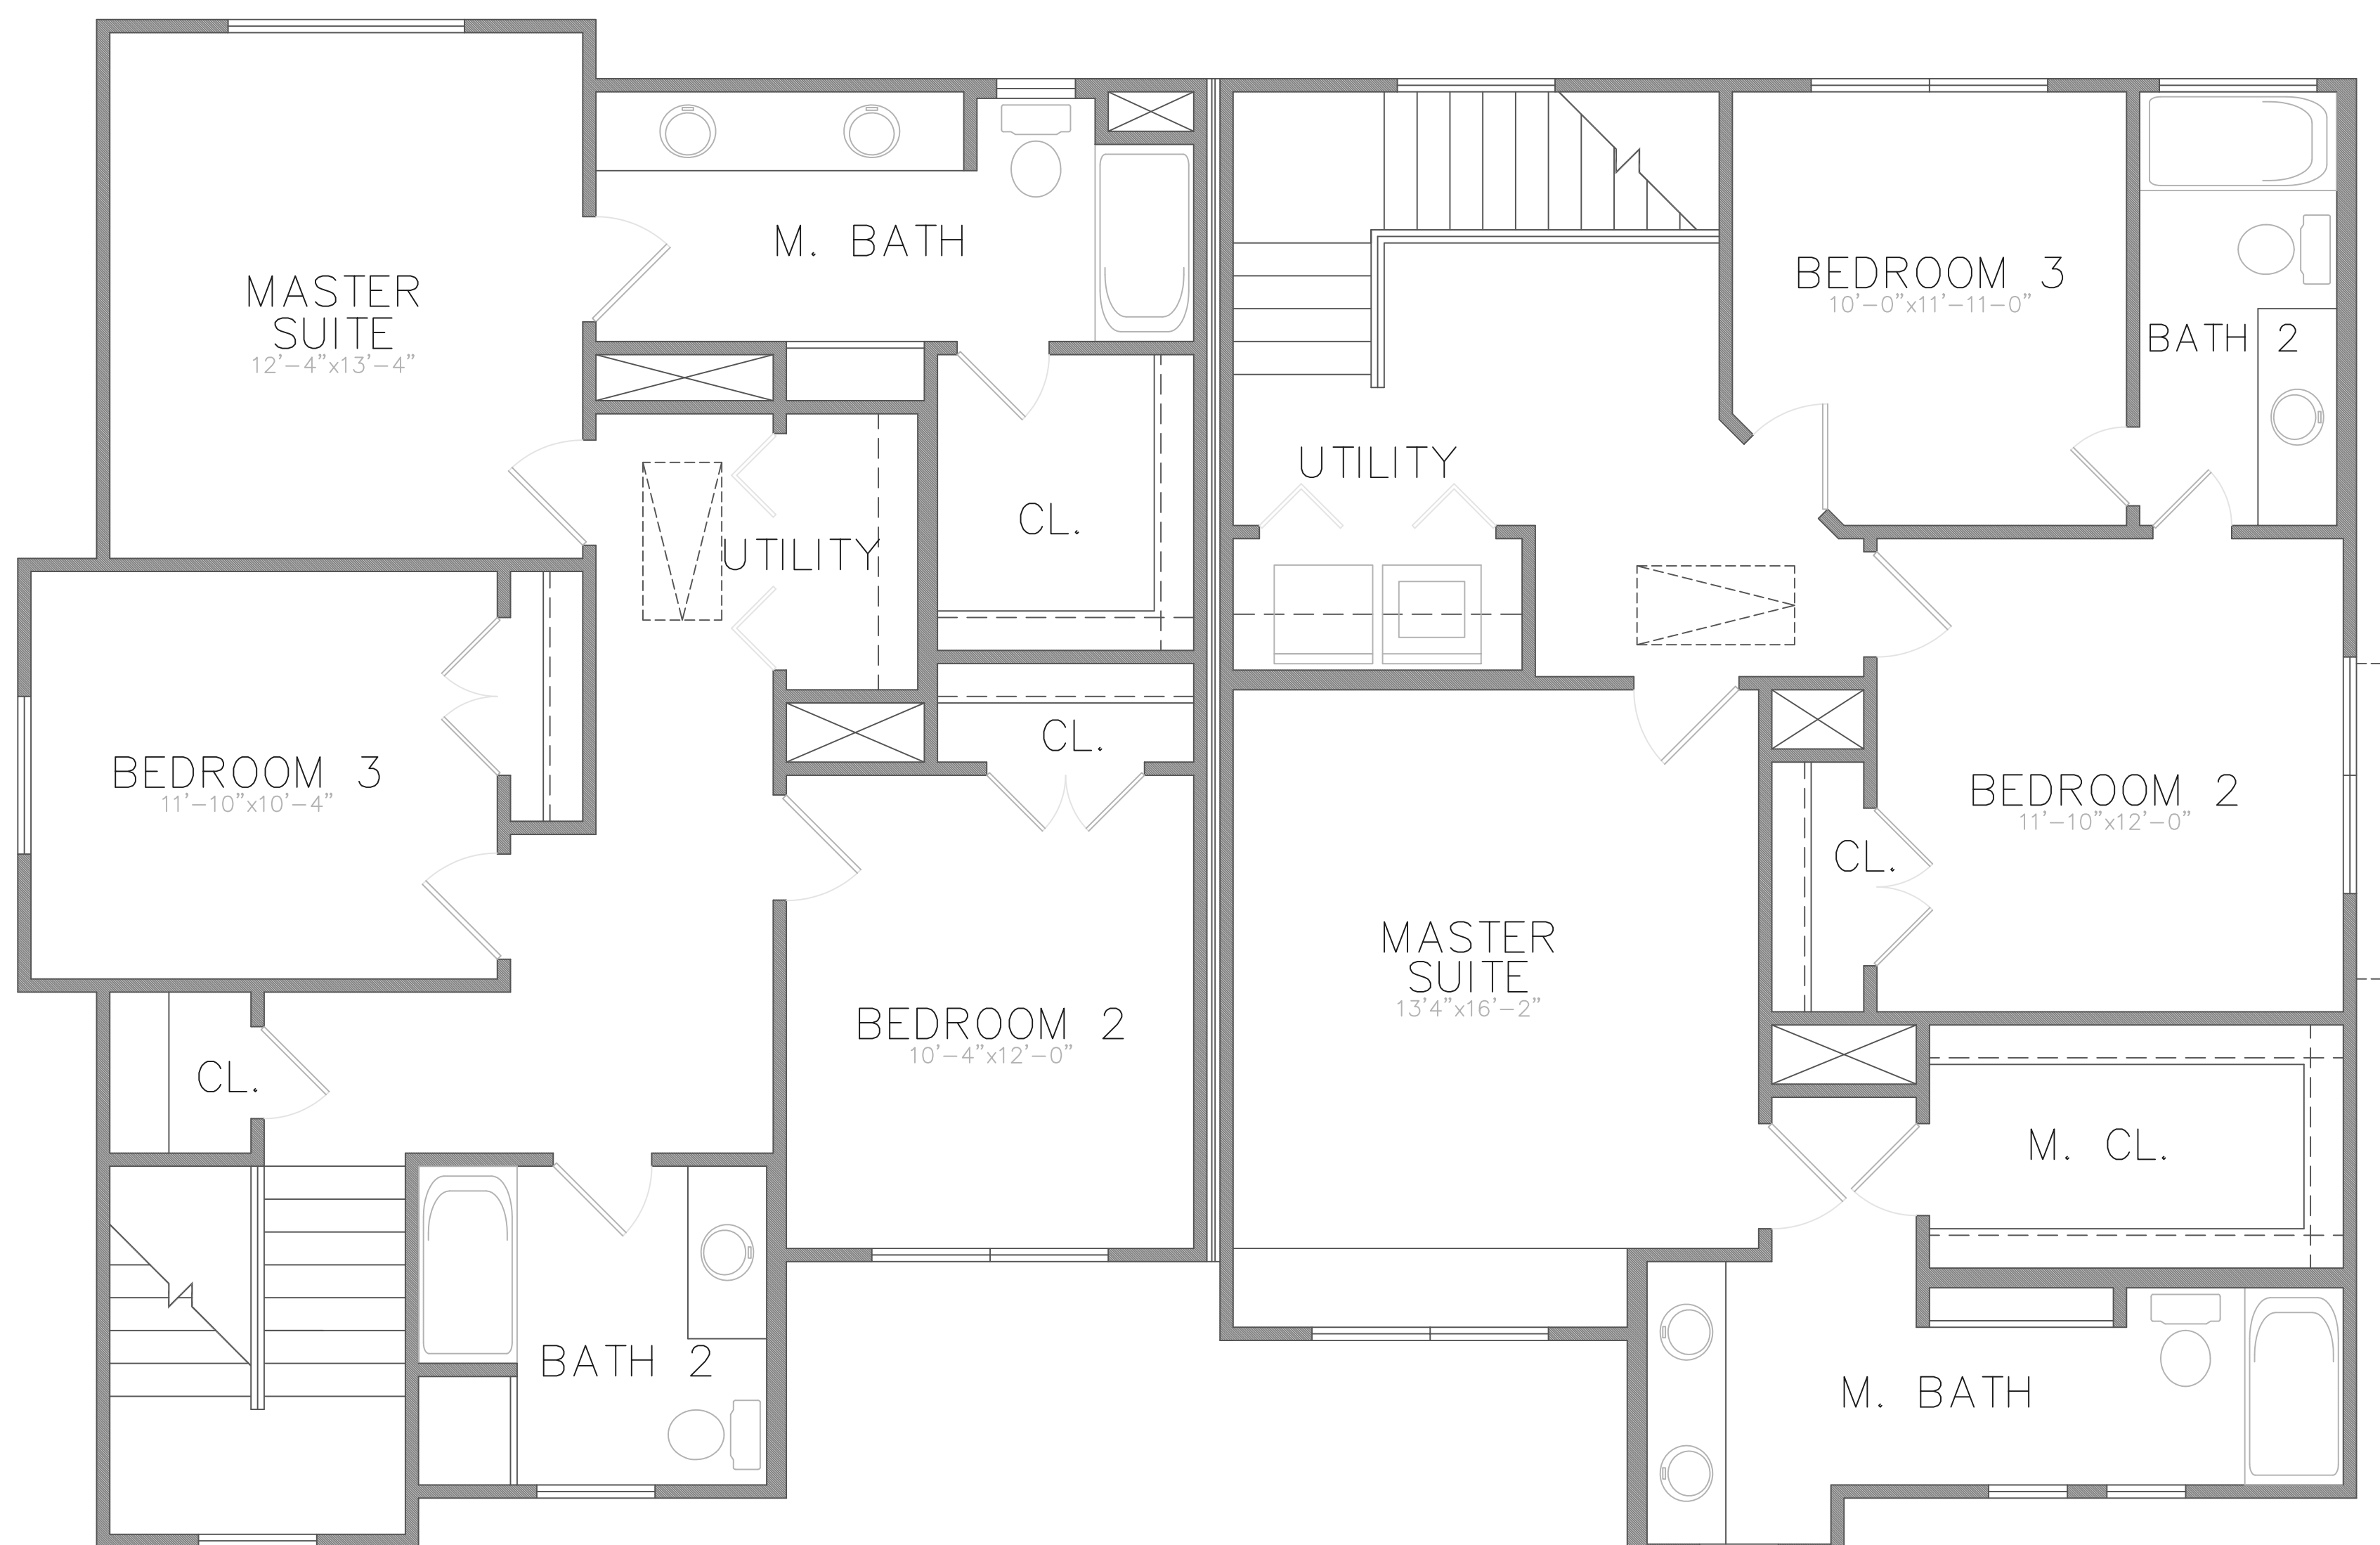 M. BATH
MASTER
SUITE
12'-4"x13'-4"
CL.
UTILITY
CL.
BEDROOM 3
11'-10"x10'-4"
BEDROOM 2
10'-4"x12'-0"
CL.
BATH 2
BEDROOM 3
10'-0"x11'-11-0"
BATH 2
UTILITY
BEDROOM 2
11'-10"x12'-0"
CL.
MASTER
SUITE
13'4"x16'-2"
M. CL.
M. BATH